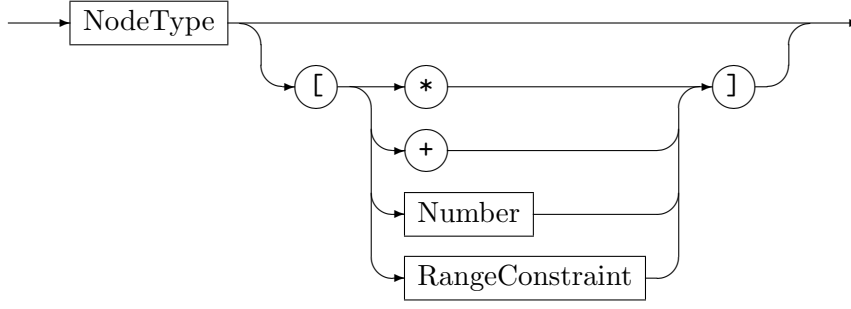 NodeType
[ * ]
+
Number
RangeConstraint